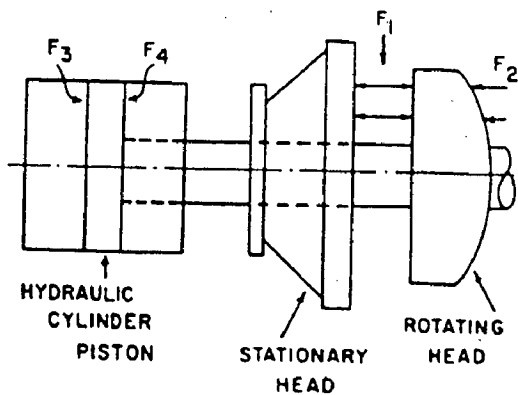 F1
F3
F4
F2
HYDRAULIC
CYLINDER
PISTON
STATIONARY
HEAD
ROTATING
HEAD